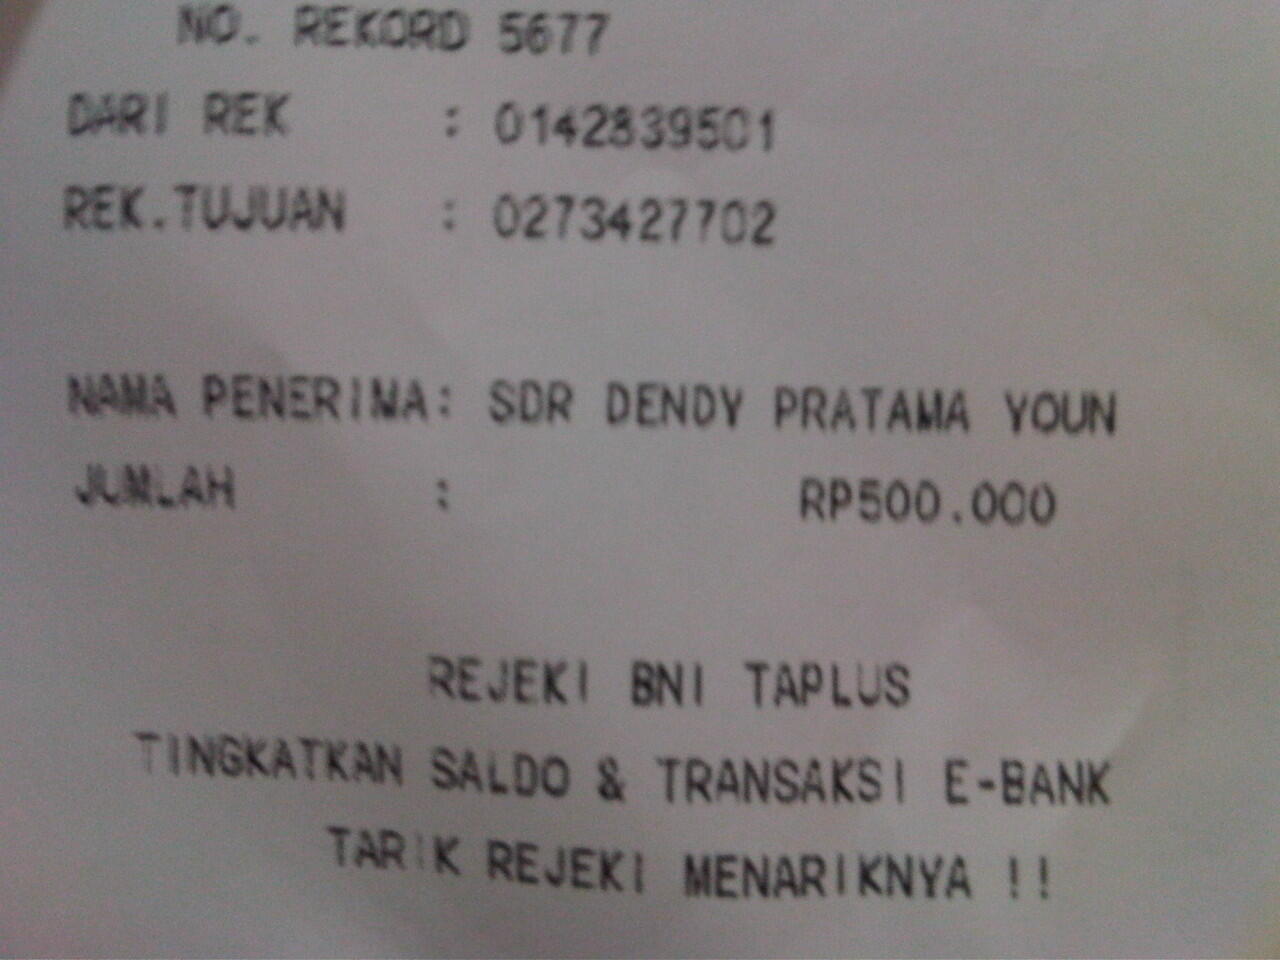 NO. REKORD 5677
DARI REK : 0142839501
REK.TUJUAN : 0273427702
NAMA PENERIMA: SDR DENDY PRATAMA YOUN
JUMLAH : RP500.000
REJEKI BNI TAPLUS
TINGKATKAN SALDO & TRANSAKSI E-BANK
TARIK REJEKI MENARIKNYA !!